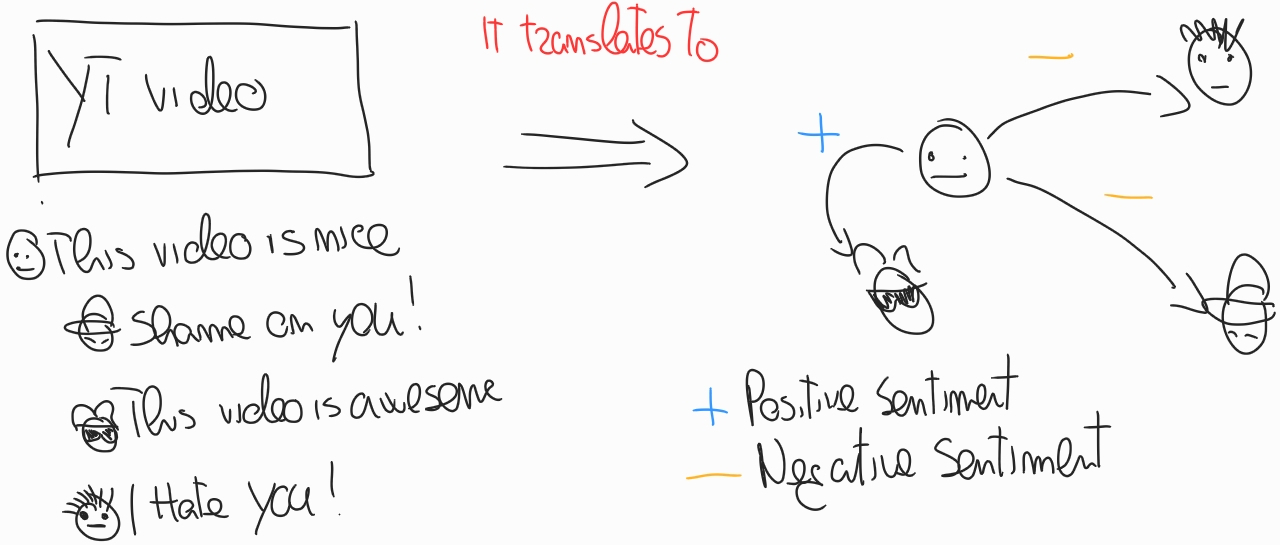 YT video
It translates To
This video is nice
Shame on you!
This video is awesome
I Hate you!
+
-
-
+ Positive sentiment
- Negative Sentiment